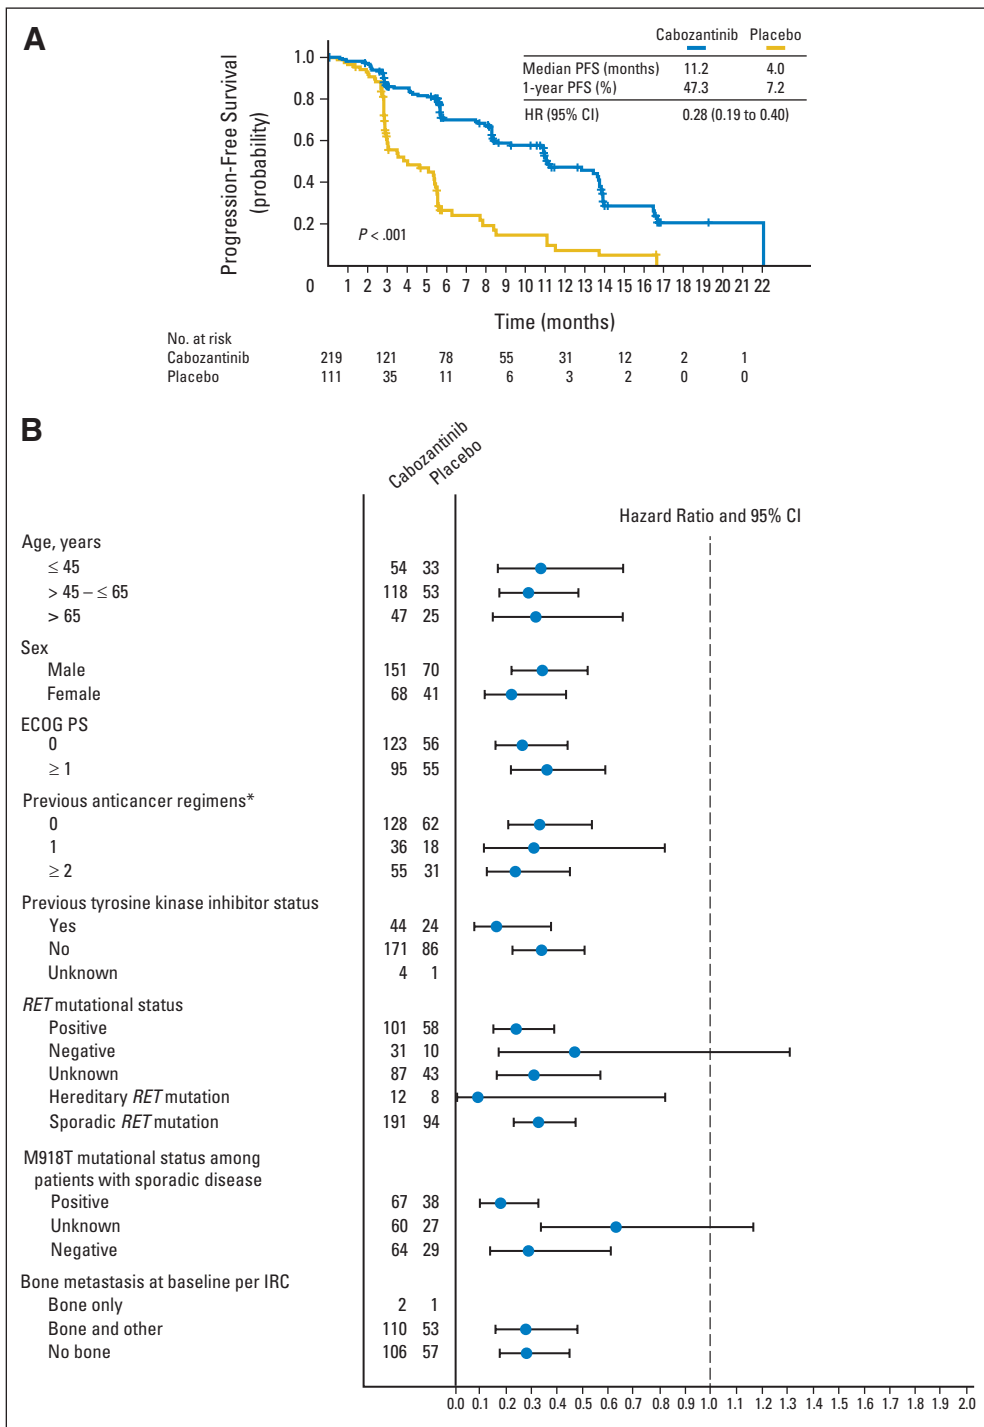 A
Cabozantinib Placebo
Median PFS (months) 11.2 4.0
1-year PFS (%) 47.3 7.2
HR (95% CI) 0.28 (0.19 to 0.40)
Progression-Free Survival
(probability)
1.0
0.8
0.6
0.4
0.2
P < .001
0 1 2 3 4 5 6 7 8 9 10 11 12 13 14 15 16 17 18 19 20 21 22
Time (months)
No. at risk
Cabozantinib 219 121 78 55 31 12 2 1
Placebo 111 35 11 6 3 2 0 0
B
Cabozantinib
Placebo
Hazard Ratio and 95% CI
Age, years
≤ 45 54 33
> 45 – ≤ 65 118 53
> 65 47 25
Sex
Male 151 70
Female 68 41
ECOG PS
0 123 56
≥ 1 95 55
Previous anticancer regimens*
0 128 62
1 36 18
≥ 2 55 31
Previous tyrosine kinase inhibitor status
Yes 44 24
No 171 86
Unknown 4 1
RET mutational status
Positive 101 58
Negative 31 10
Unknown 87 43
Hereditary RET mutation 12 8
Sporadic RET mutation 191 94
M918T mutational status among
patients with sporadic disease
Positive 67 38
Unknown 60 27
Negative 64 29
Bone metastasis at baseline per IRC
Bone only 2 1
Bone and other 110 53
No bone 106 57
0.0 0.1 0.2 0.3 0.4 0.5 0.6 0.7 0.8 0.9 1.0 1.1 1.2 1.3 1.4 1.5 1.6 1.7 1.8 1.9 2.0